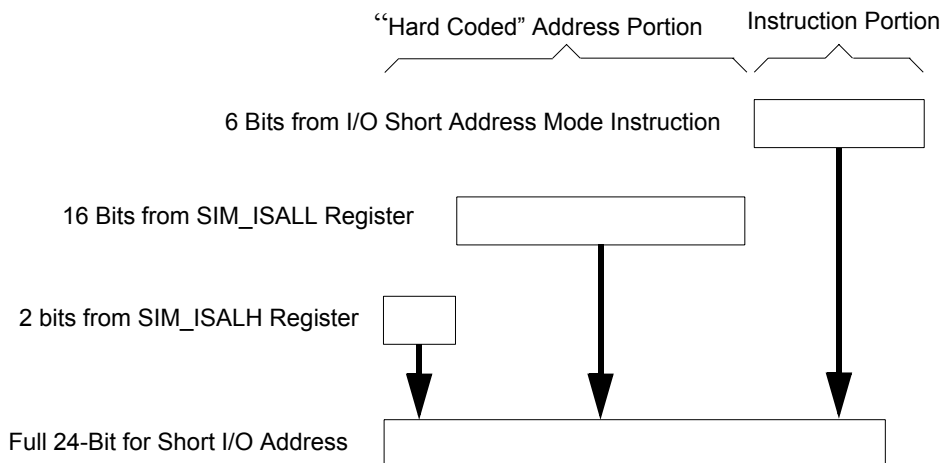 “Hard Coded” Address Portion
Instruction Portion
6 Bits from I/O Short Address Mode Instruction
16 Bits from SIM_ISALL Register
2 bits from SIM_ISALH Register
Full 24-Bit for Short I/O Address